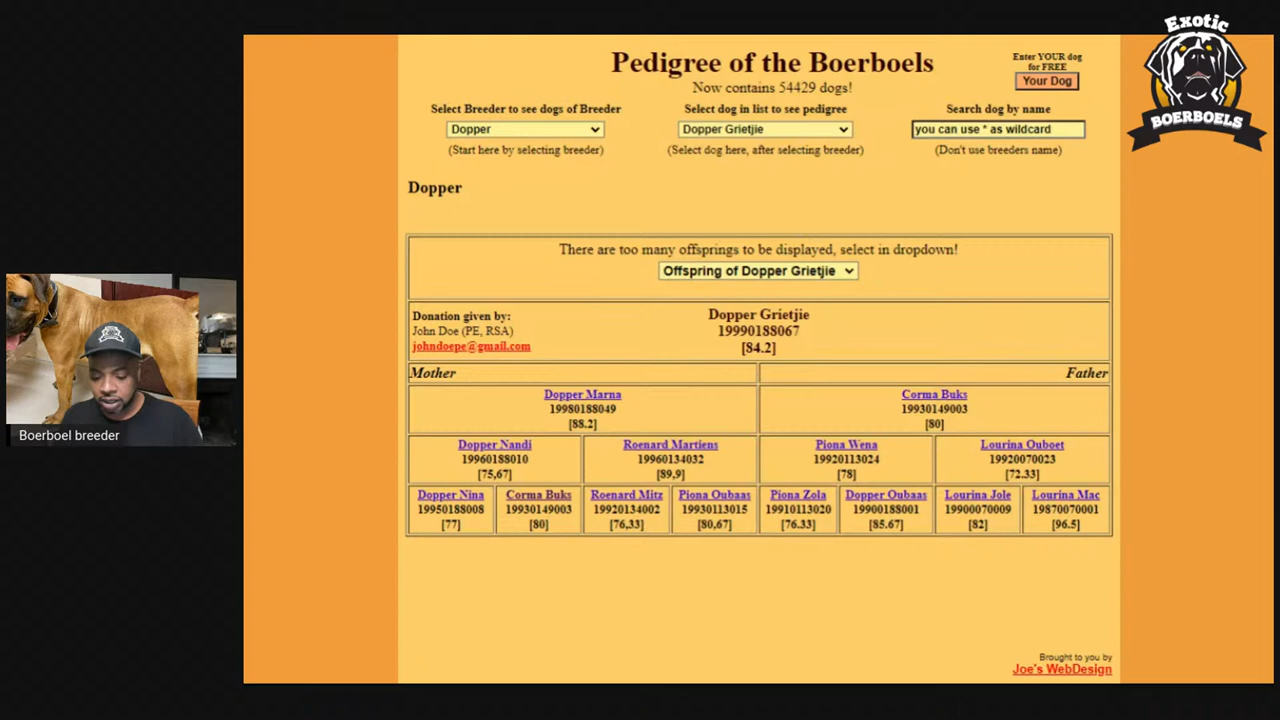 Exotic
BOERBOELS
Pedigree of the Boerboels
Now contains 54429 dogs!
Enter YOUR dog
for FREE
Your Dog
Select Breeder to see dogs of Breeder
Select dog in list to see pedigree
Search dog by name
Dopper
Dopper Grietjie
you can use * as wildcard
(Start here by selecting breeder)
(Select dog here, after selecting breeder)
(Don't use breeders name)
Dopper
There are too many offsprings to be displayed, select in dropdown!
Offspring of Dopper Grietjie
Donation given by:
John Doe (PE, RSA)
johndoepe@gmail.com
Dopper Grietjie
19990188067
[84.2]
Mother
Father
Dopper Marna
19980188049
[88.2]
Corma Buks
19930149003
[80]
Dopper Nandi
19960188010
[75,67]
Roenard Martiens
19960134032
[89,9]
Piona Wena
19920113024
[78]
Lourina Ouboet
19920070023
[72.33]
Dopper Nina
19950188008
[77]
Corma Buks
19930149003
[80]
Roenard Mitz
19920134002
[76,33]
Piona Oubaas
19930113015
[80,67]
Piona Zola
19910113020
[76.33]
Dopper Oubaas
19900188001
[85.67]
Lourina Jole
19900070009
[82]
Lourina Mac
19870070001
[96.5]
Boerboel breeder
Brought to you by
Joe's WebDesign